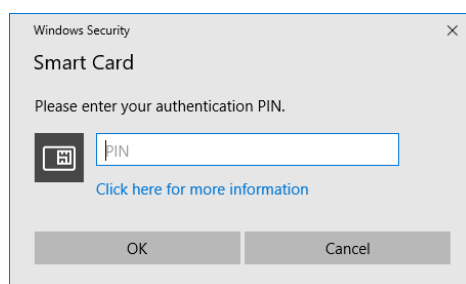 Windows Security
Smart Card
Please enter your authentication PIN.
PIN
Click here for more information
OK
Cancel